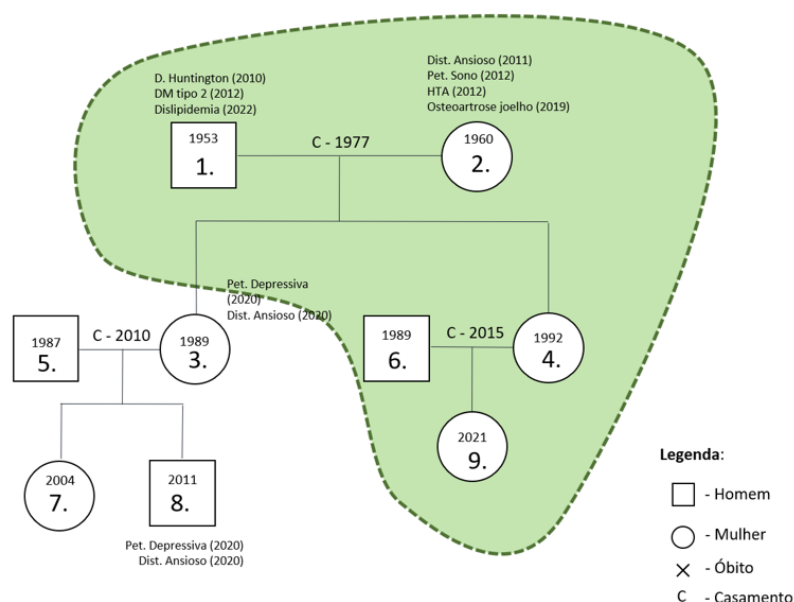 D. Huntington (2010)
DM tipo 2 (2012)
Dislipidemia (2022)
Dist. Ansioso (2011)
Pet. Sono (2012)
HTA (2012)
Osteoartrose joelho (2019)
1953
1.
C - 1977
1960
2.
Pet. Depressiva
(2020)
Dist. Ansioso (2020)
1987
5.
C - 2010
1989
3.
1989
6.
C - 2015
1992
4.
2021
9.
2004
7.
2011
8.
Pet. Depressiva (2020)
Dist. Ansioso (2020)
Legenda:
- Homem
- Mulher
- Óbito
C - Casamento